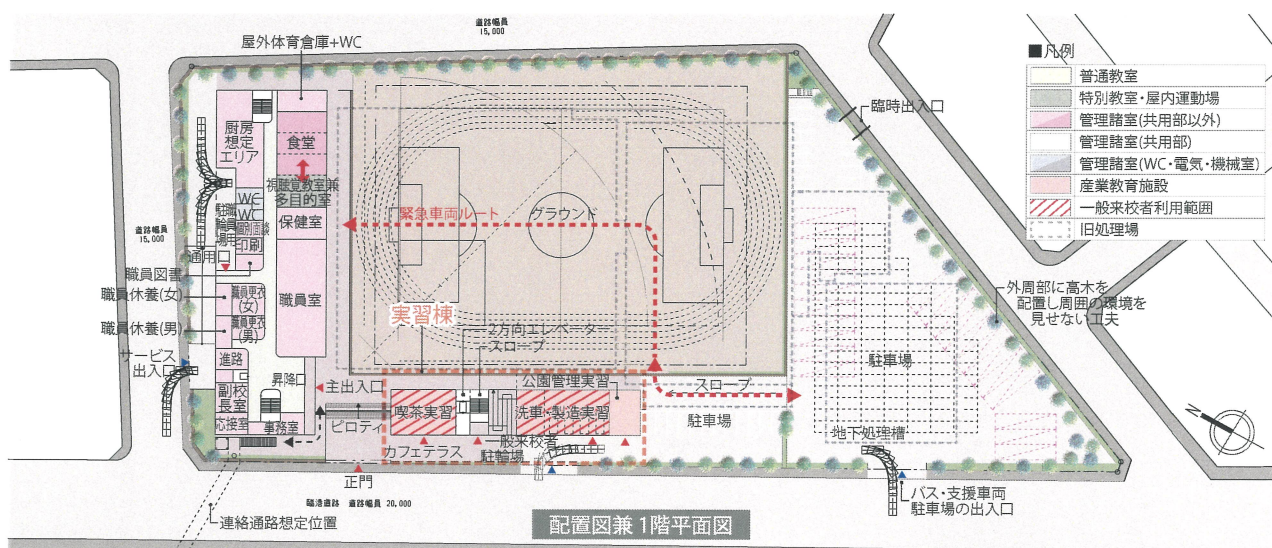 道路幅員
15,000
屋外体育倉庫+WC
■凡例
普通教室
特別教室・屋内運動場
管理諸室(共用部以外)
管理諸室(共用部)
管理諸室(WC・電気・機械室)
産業教育施設
一般来校者利用範囲
旧処理場
臨時出入口
厨房
想定
エリア
食堂
視聴覚教室兼
多目的室
WC
WC
個別面談
印刷
保健室
駐輪場
職員用
緊急車両ルート
グラウンド
道路幅員
15,000
通用口
職員図書
職員休養(女)
職員更衣
(女)
職員室
職員休養(男)
職員更衣
(男)
外周部に高木を
配置し周囲の環境を
見せない工夫
実習棟
2方向エレベーター
スロープ
駐車場
サービス
出入口
進路
昇降口
主出入口
公園管理実習
スロープ
副校
長室
喫茶実習
洗車・製造実習
駐車場
応接室
事務室
ピロティ
カフェテラス
一般来校者
駐輪場
地下処理槽
正門
臨港道路 道路幅員 20,000
バス・支援車両
駐車場の出入口
連絡通路想定位置
配置図兼1階平面図
N